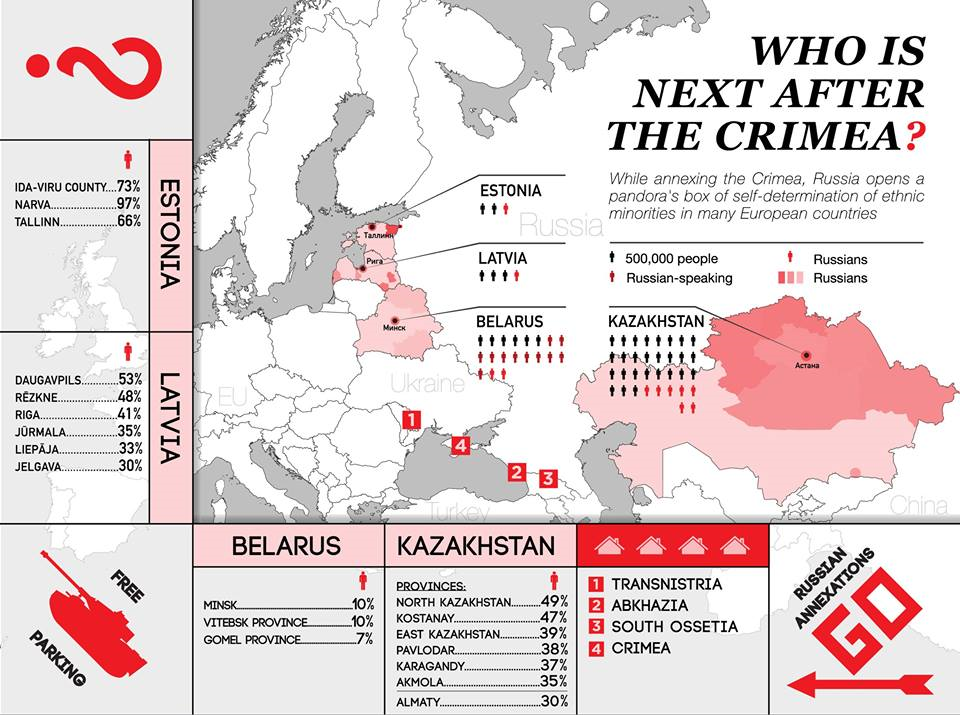 ?
WHO IS
NEXT AFTER
THE CRIMEA?
While annexing the Crimea, Russia opens a
pandora's box of self-determination of ethnic
minorities in many European countries
500,000 people
Russians
Russian-speaking
Russians
ESTONIA
LATVIA
BELARUS
KAZAKHSTAN
Russia
EU
Ukraine
Turkey
China
Таллинн
Рига
Минск
Астана
1
4
2
3
ESTONIA
IDA-VIRU COUNTY....73%
NARVA...................97%
TALLINN................66%
LATVIA
DAUGAVPILS.........53%
RĒZKNE................48%
RIGA.....................41%
JŪRMALA..............35%
LIEPĀJA................33%
JELGAVA...............30%
FREE
PARKING
BELARUS
MINSK..............................10%
VITEBSK PROVINCE..........10%
GOMEL PROVINCE.............7%
KAZAKHSTAN
PROVINCES:
NORTH KAZAKHSTAN.........49%
KOSTANAY......................47%
EAST KAZAKHSTAN...........39%
PAVLODAR......................38%
KARAGANDY....................37%
AKMOLA.........................35%
ALMATY..........................30%
1 TRANSNISTRIA
2 ABKHAZIA
3 SOUTH OSSETIA
4 CRIMEA
RUSSIAN
ANNEXATIONS
GO